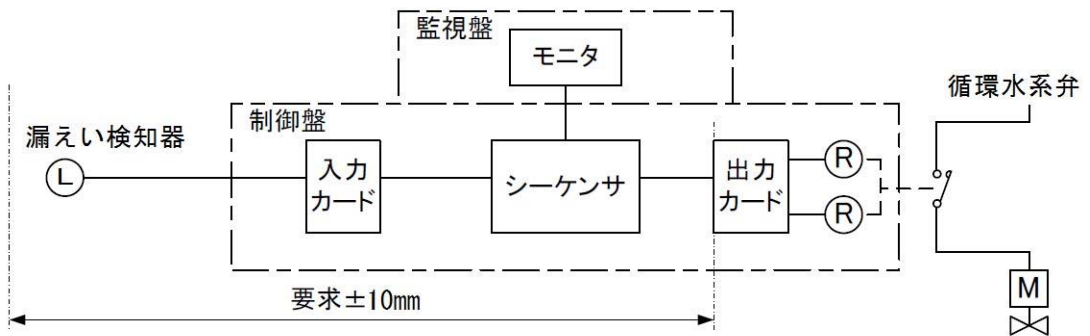 監視盤
モニタ
循環水系弁
制御盤
漏えい検知器
L
入力
カード
シーケンサ
出力
カード
R
R
M
要求±10mm